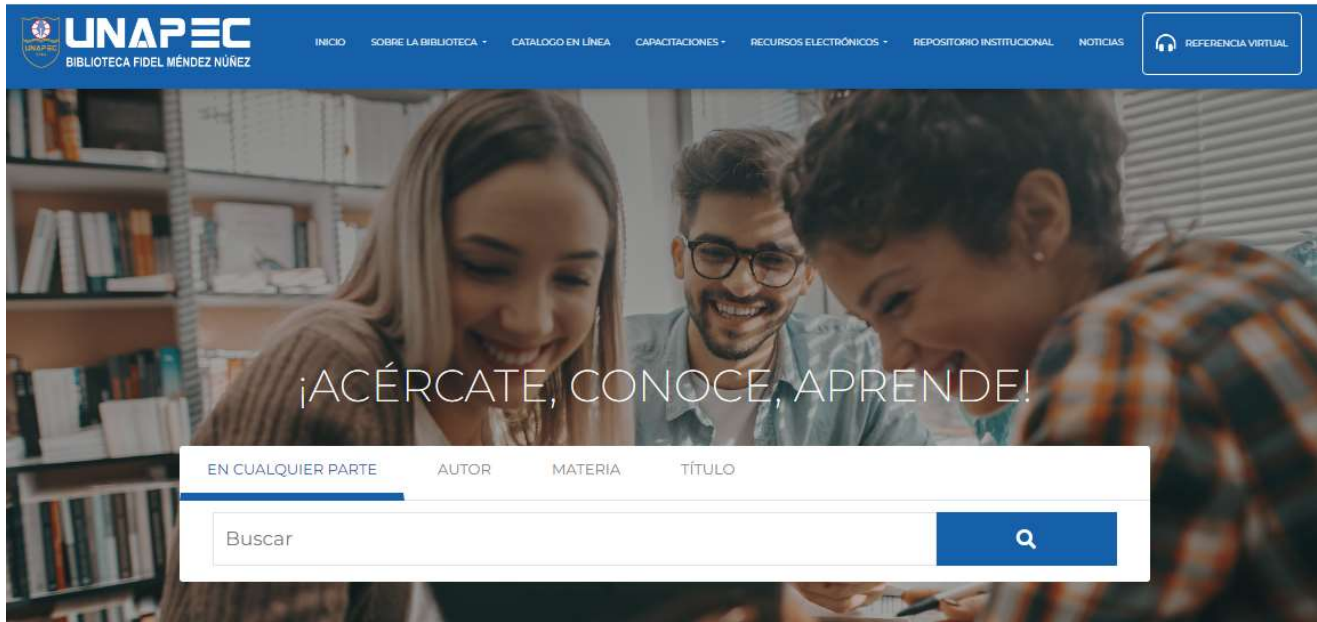 UNAPEC
BIBLIOTECA FIDEL MÉNDEZ NÚÑEZ
INICIO SOBRE LA BIBLIOTECA CATALOGO EN LÍNEA CAPACITACIONES RECURSOS ELECTRÓNICOS REPOSITORIO INSTITUCIONAL NOTICIAS REFERENCIA VIRTUAL
¡ACÉRCATE, CONOCE, APRENDE!
EN CUALQUIER PARTE AUTOR MATERIA TÍTULO
Buscar